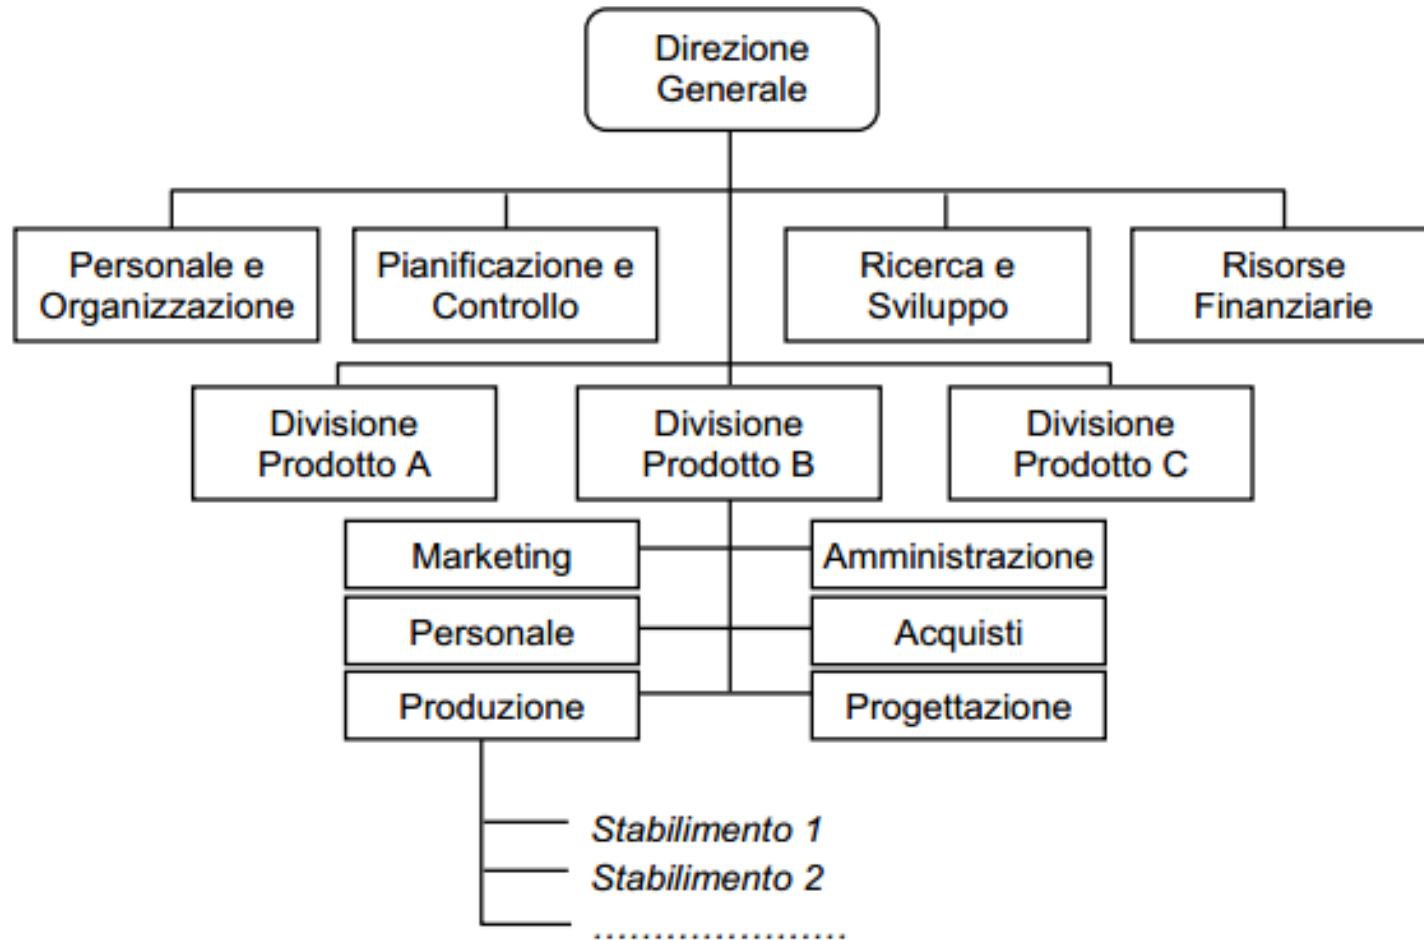 Direzione
Generale
Personale e
Organizzazione
Pianificazione e
Controllo
Ricerca e
Sviluppo
Risorse
Finanziarie
Divisione
Prodotto A
Divisione
Prodotto B
Divisione
Prodotto C
Marketing
Amministrazione
Personale
Acquisti
Produzione
Progettazione
Stabilimento 1
Stabilimento 2
.....................